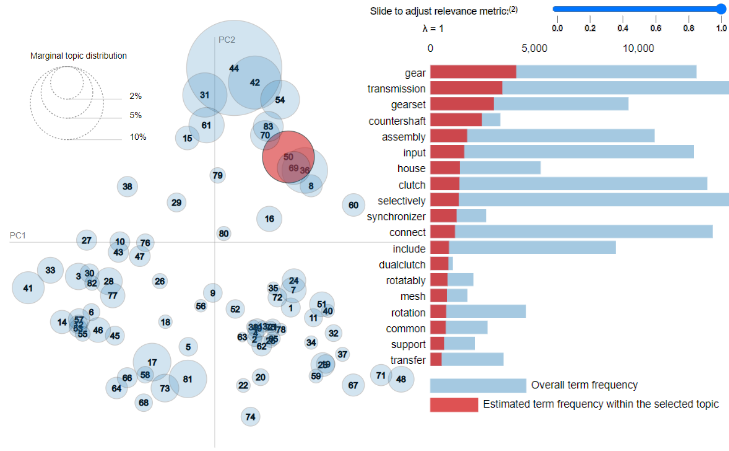 Slide to adjust relevance metric:(2)
λ = 1
0.0 0.2 0.4 0.6 0.8 1.0
PC2
Marginal topic distribution
2%
5%
10%
PC1
44
42
31
54
61
83
70
15
50
69 36
8
79
38
29
60
16
80
27
10
76
43
47
33
3 30
82
28
41
77
26
9
24
7
35
72
1
51
40
11
56
52
6
14
57
55
46
45
18
63
62
78
32
34
37
5
17
58
66
64
73
81
68
20
22
59
67
71
48
74
0 5,000 10,000
gear
transmission
gearset
countershaft
assembly
input
house
clutch
selectively
synchronizer
connect
include
dualclutch
rotatably
mesh
rotation
common
support
transfer
Overall term frequency
Estimated term frequency within the selected topic